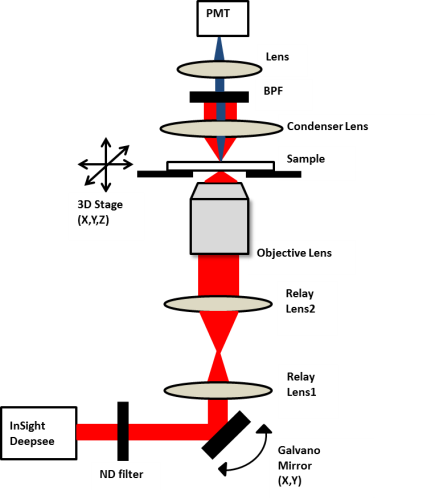 PMT
Lens
BPF
Condenser Lens
Sample
3D Stage
(X,Y,Z)
Objective Lens
Relay
Lens2
Relay
Lens1
InSight
Deepsee
ND filter
Galvano
Mirror
(X,Y)